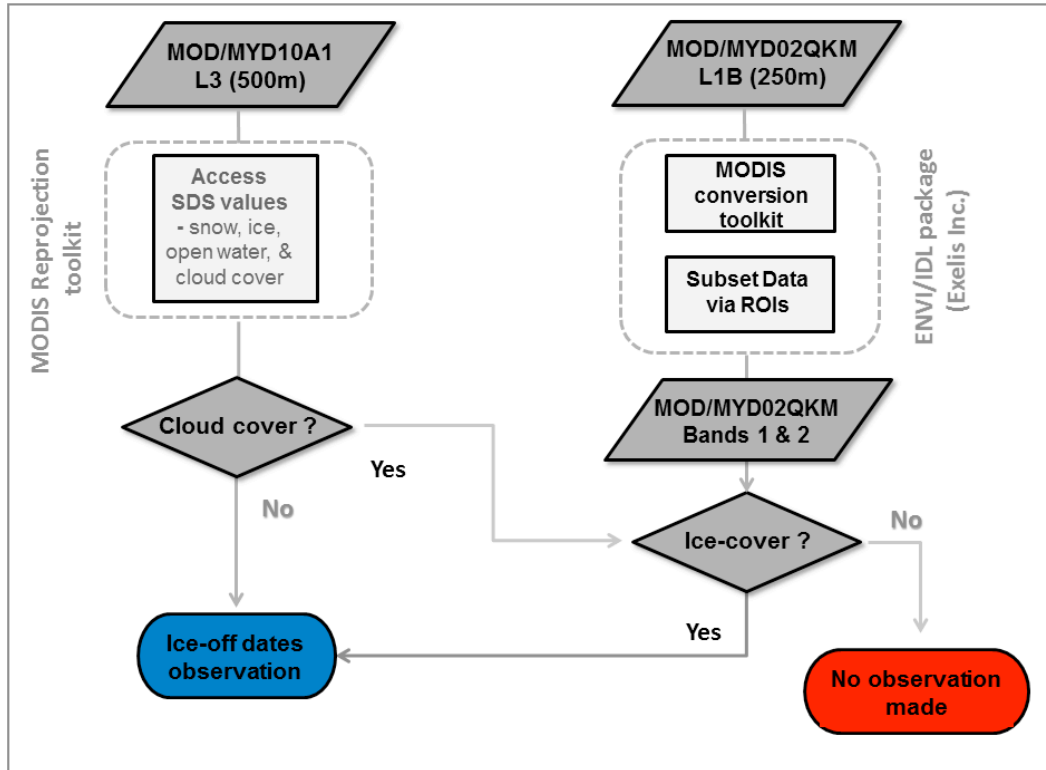 MOD/MYD10A1
L3 (500m)
MODIS Reprojection
toolkit
Access
SDS values
- snow, ice,
open water, &
cloud cover
Cloud cover ?
Yes
No
Ice-off dates
observation
MOD/MYD02QKM
L1B (250m)
MODIS
conversion
toolkit
Subset Data
via ROIs
ENVI/IDL package
(Exelis Inc.)
MOD/MYD02QKM
Bands 1 & 2
Ice-cover ?
No
Yes
No observation
made